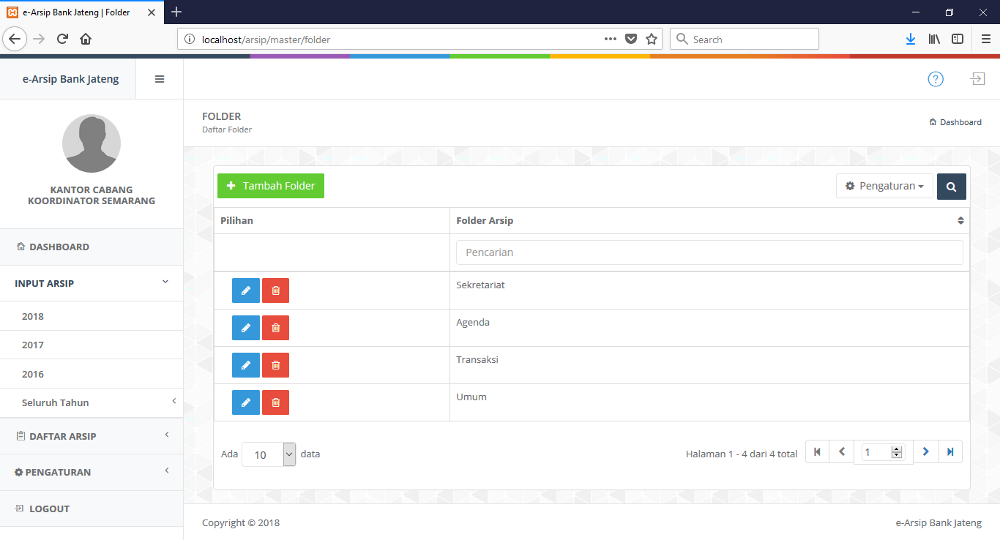 e-Arsip Bank Jateng | Folder
localhost/arsip/master/folder
Search
e-Arsip Bank Jateng
FOLDER
Daftar Folder
Dashboard
KANTOR CABANG
KOORDINATOR SEMARANG
DASHBOARD
INPUT ARSIP
2018
2017
2016
Seluruh Tahun
DAFTAR ARSIP
PENGATURAN
LOGOUT
Tambah Folder
Pengaturan
Pilihan
Folder Arsip
Pencarian
Sekretariat
Agenda
Transaksi
Umum
Ada 10 data
Halaman 1 - 4 dari 4 total
1
Copyright © 2018
e-Arsip Bank Jateng